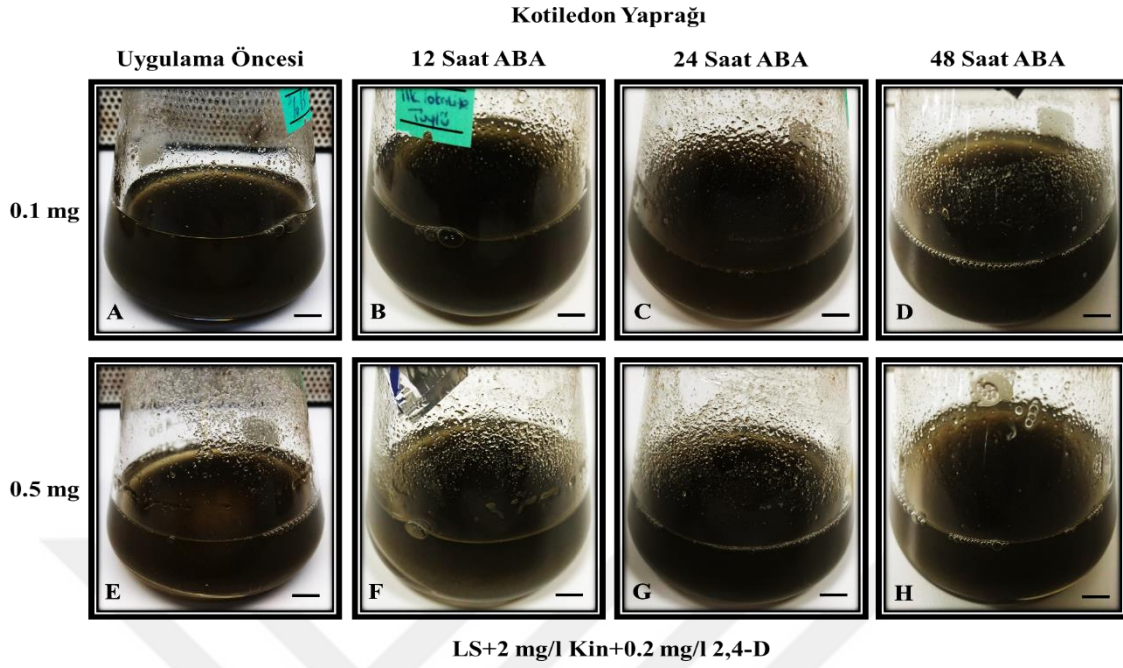 Kotiledon Yaprağı
Uygulama Öncesi
12 Saat ABA
24 Saat ABA
48 Saat ABA
0.1 mg
A
B
C
D
0.5 mg
E
F
G
H
LS+2 mg/l Kin+0.2 mg/l 2,4-D